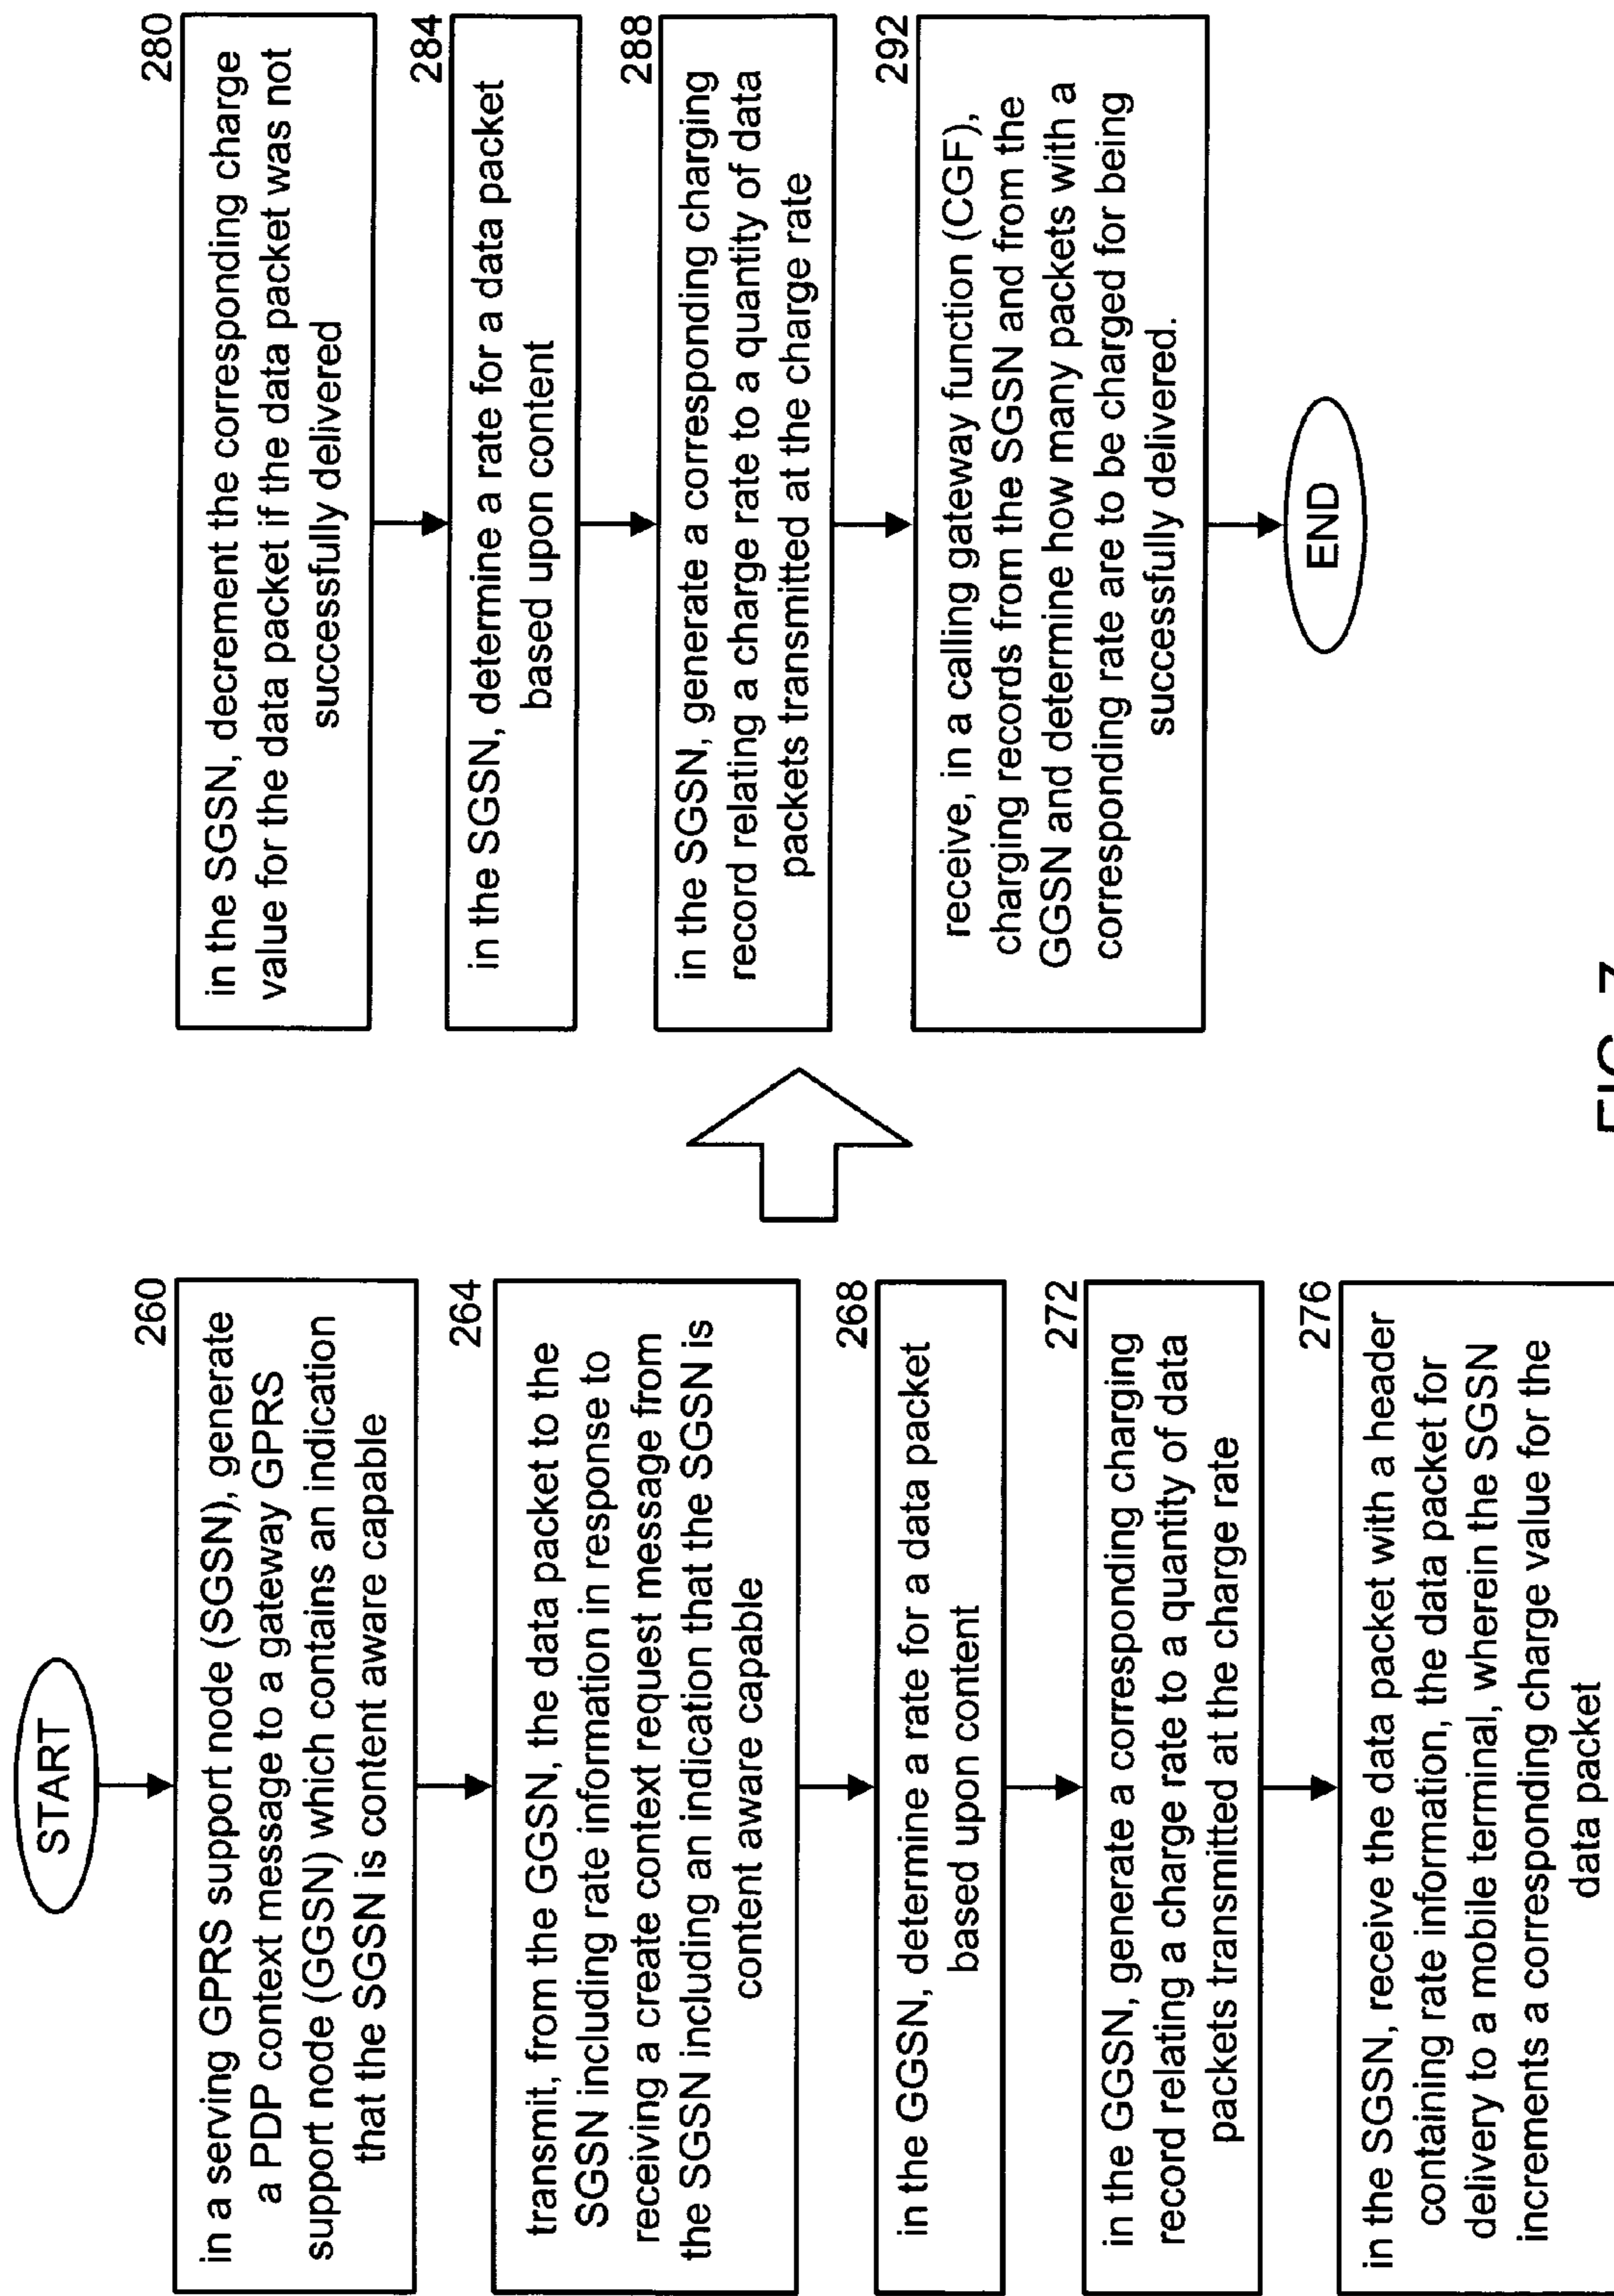 START
260
in a serving GPRS support node (SGSN), generate
a PDP context message to a gateway GPRS
support node (GGSN) which contains an indication
that the SGSN is content aware capable
264
transmit, from the GGSN, the data packet to the
SGSN including rate information in response to
receiving a create context request message from
the SGSN including an indication that the SGSN is
content aware capable
268
in the GGSN, determine a rate for a data packet
based upon content
272
in the GGSN, generate a corresponding charging
record relating a charge rate to a quantity of data
packets transmitted at the charge rate
276
in the SGSN, receive the data packet with a header
containing rate information, the data packet for
delivery to a mobile terminal, wherein the SGSN
increments a corresponding charge value for the
data packet
280
in the SGSN, decrement the corresponding charge
value for the data packet if the data packet was not
successfully delivered
284
in the SGSN, determine a rate for a data packet
based upon content
288
in the SGSN, generate a corresponding charging
record relating a charge rate to a quantity of data
packets transmitted at the charge rate
292
receive, in a calling gateway function (CGF),
charging records from the SGSN and from the
GGSN and determine how many packets with a
corresponding rate are to be charged for being
successfully delivered.
END